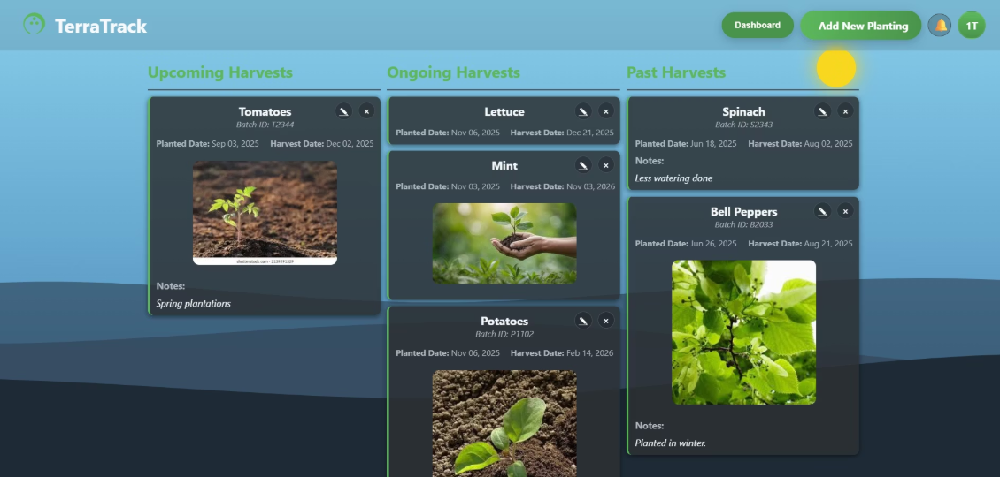 TerraTrack
Dashboard
Add New Planting
1T
Upcoming Harvests
Tomatoes
Batch ID: T2344
Planted Date: Sep 03, 2025 Harvest Date: Dec 02, 2025
shutterstock.com · 2139291329
Notes:
Spring plantations
Ongoing Harvests
Lettuce
Planted Date: Nov 06, 2025 Harvest Date: Dec 21, 2025
Mint
Planted Date: Nov 03, 2025 Harvest Date: Nov 03, 2026
Potatoes
Batch ID: P1102
Planted Date: Nov 06, 2025 Harvest Date: Feb 14, 2026
Past Harvests
Spinach
Batch ID: S2343
Planted Date: Jun 18, 2025 Harvest Date: Aug 02, 2025
Notes:
Less watering done
Bell Peppers
Batch ID: B2033
Planted Date: Jun 26, 2025 Harvest Date: Aug 21, 2025
Notes:
Planted in winter.